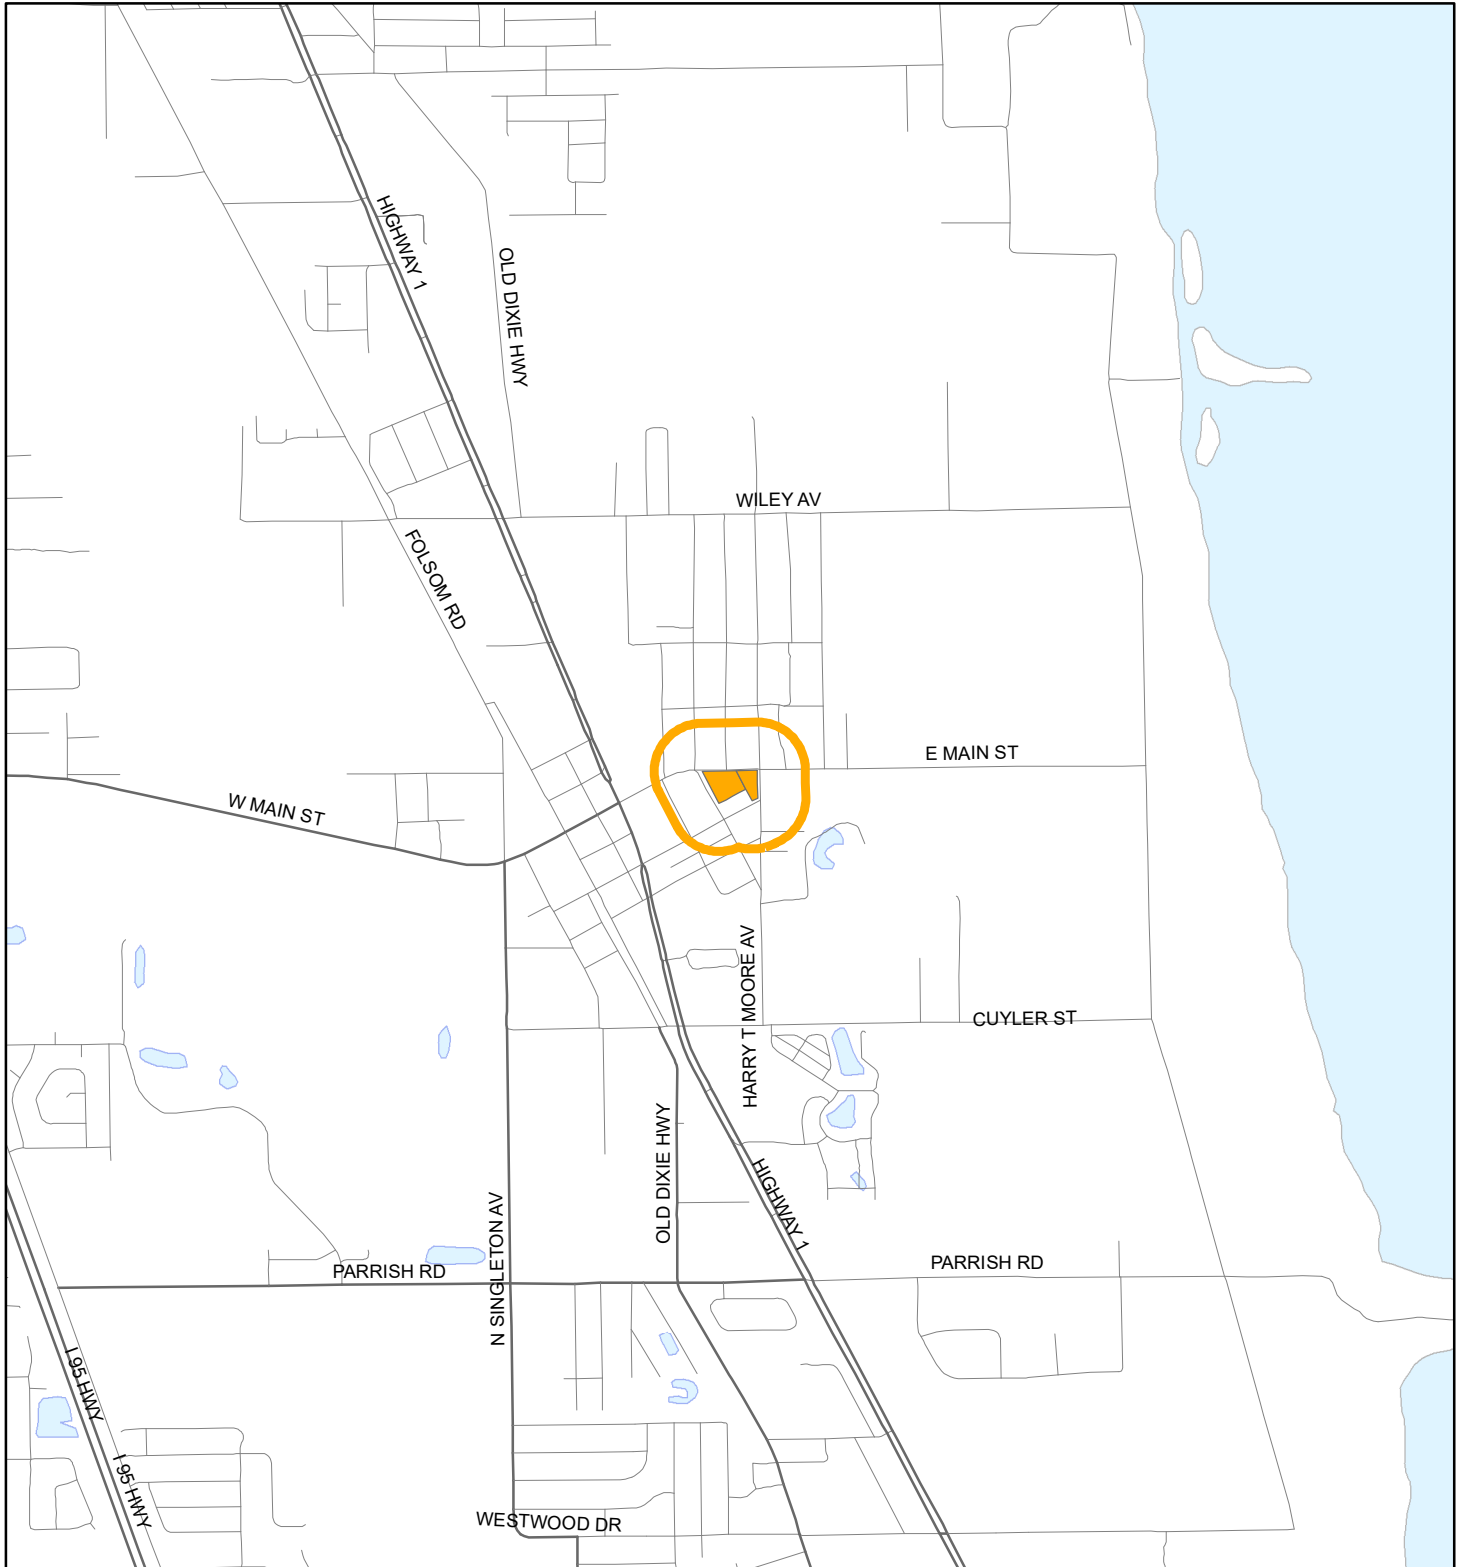 HIGHWAY 1
OLD DIXIE HWY
WILEY AV
FOLSOM RD
E MAIN ST
W MAIN ST
HARRY T MOORE AV
CUYLER ST
OLD DIXIE HWY
HIGHWAY 1
N SINGLETON AV
PARRISH RD
PARRISH RD
I 95 HWY
I 95 HWY
WESTWOOD DR